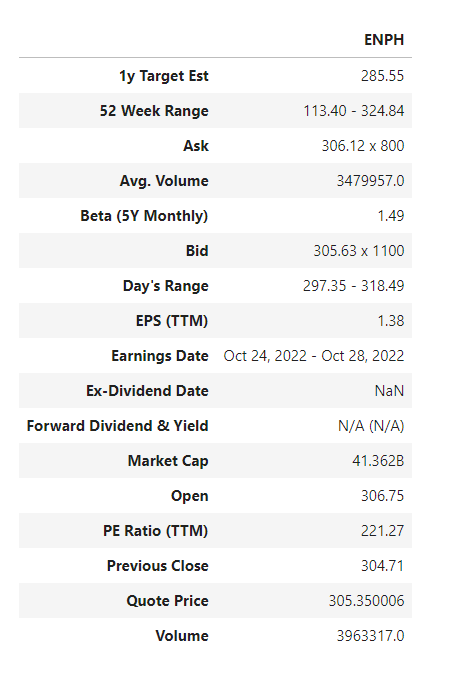 ENPH
1y Target Est 285.55
52 Week Range 113.40 - 324.84
Ask 306.12 x 800
Avg. Volume 3479957.0
Beta (5Y Monthly) 1.49
Bid 305.63 x 1100
Day's Range 297.35 - 318.49
EPS (TTM) 1.38
Earnings Date Oct 24, 2022 - Oct 28, 2022
Ex-Dividend Date NaN
Forward Dividend & Yield N/A (N/A)
Market Cap 41.362B
Open 306.75
PE Ratio (TTM) 221.27
Previous Close 304.71
Quote Price 305.350006
Volume 3963317.0